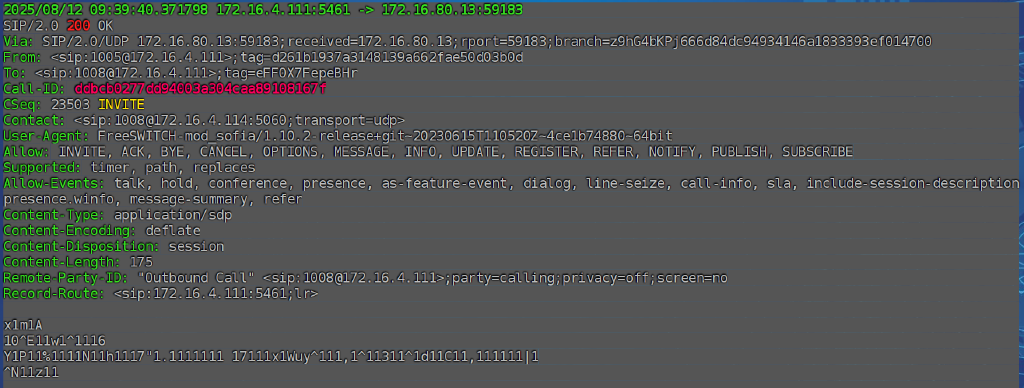 2025/08/12 09:39:40.371798 172.16.4.111:5461 -> 172.16.80.13:59183
SIP/2.0 200 OK
Via: SIP/2.0/UDP 172.16.80.13:59183;received=172.16.80.13;rport=59183;branch=z9hG4bKPj666d84dc94934146a1833393ef014700
From: <sip:1005@172.16.4.111>;tag=d261b1937a3148139a662fae50d03b0d
To: <sip:1008@172.16.4.111>;tag=eFF0X7FepeBHr
Call-ID: ddbcb0277dd94003a304caa89108167f
CSeq: 23503 INVITE
Contact: <sip:1008@172.16.4.114:5060;transport=udp>
User-Agent: FreeSWITCH-mod_sofia/1.10.2-release+git~20230615T110520Z~4ce1b74880~64bit
Allow: INVITE, ACK, BYE, CANCEL, OPTIONS, MESSAGE, INFO, UPDATE, REGISTER, REFER, NOTIFY, PUBLISH, SUBSCRIBE
Supported: timer, path, replaces
Allow-Events: talk, hold, conference, presence, as-feature-event, dialog, line-seize, call-info, sla, include-session-description
presence.winfo, message-summary, refer
Content-Type: application/sdp
Content-Encoding: deflate
Content-Disposition: session
Content-Length: 175
Remote-Party-ID: "Outbound Call" <sip:1008@172.16.4.111>;party=calling;privacy=off;screen=no
Record-Route: <sip:172.16.4.111:5461;lr>
x1m1A
10^E11w1^1116
Y1P11%1111N11h1117"1.1111111 17111x1Wuy^111,1^11311^1d11C11,111111|1
^N11z11